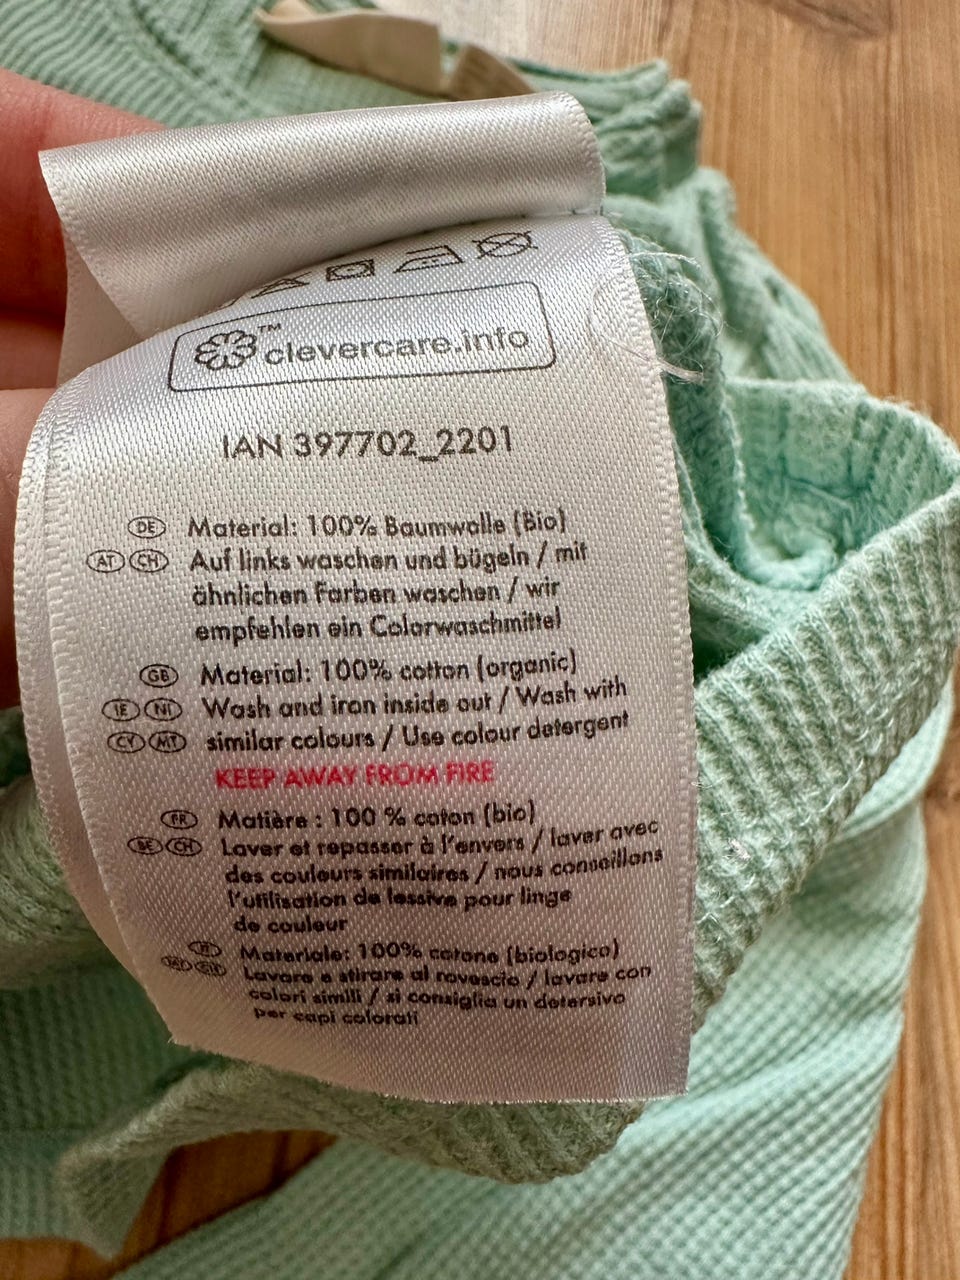 ™ clevercare.info
IAN 397702_2201
DE Material: 100% Baumwolle (Bio)
AT CH Auf links waschen und bügeln / mit
ähnlichen Farben waschen / wir
empfehlen ein Colorwaschmittel
GB Material: 100% cotton (organic)
IE NI Wash and iron inside out / Wash with
CY MT similar colours / Use colour detergent
KEEP AWAY FROM FIRE
FR Matière : 100 % coton (bio)
BE CH Laver et repasser à l'envers / laver avec
des couleurs similaires / nous conseillons
l'utilisation de lessive pour linge
de couleur
IT Materiale: 100% cotone (biologico)
Lavare e stirare al rovescio / lavare con
colori simili / si consiglia un detersivo
per capi colorati